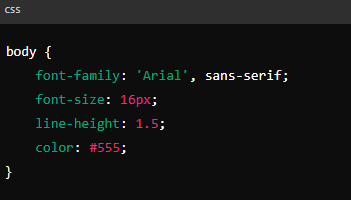 css
body {
    font-family: 'Arial', sans-serif;
    font-size: 16px;
    line-height: 1.5;
    color: #555;
}